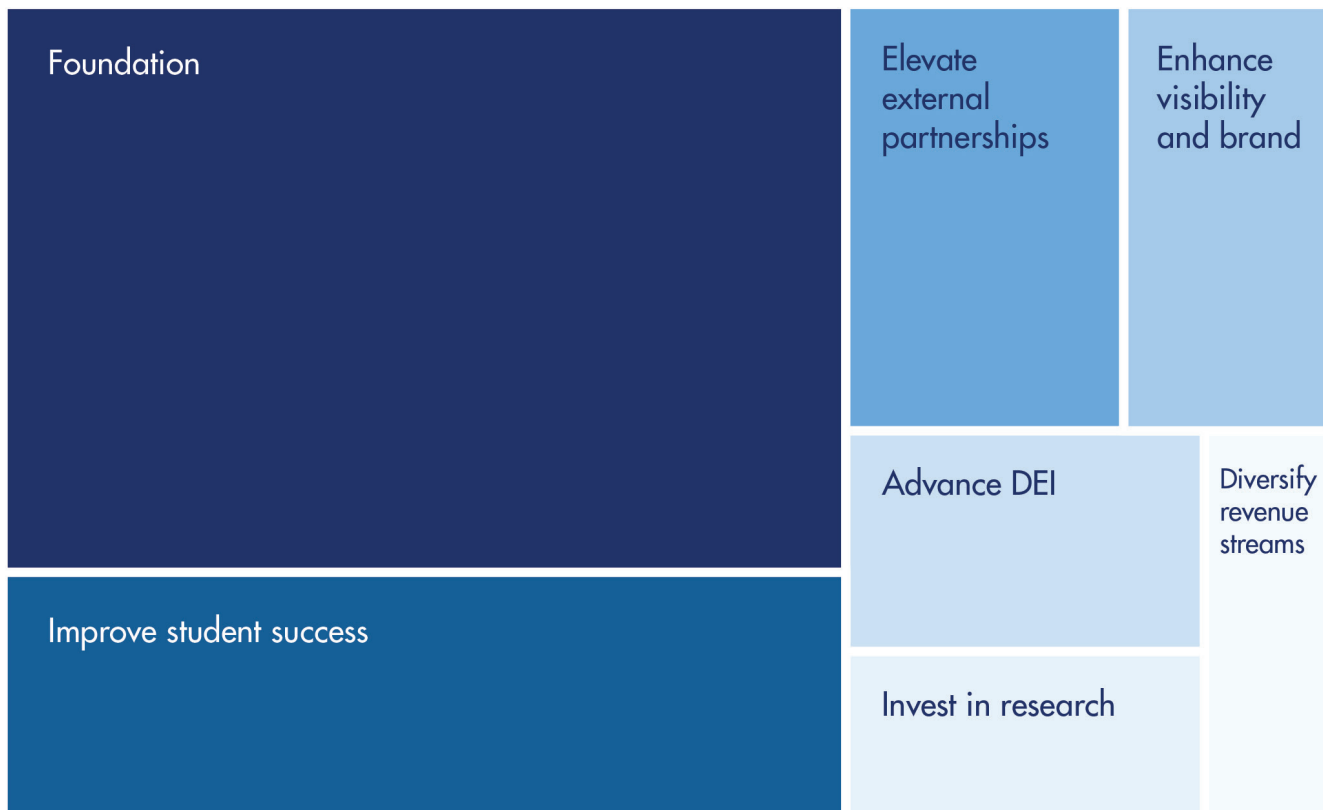 Foundation
Improve student success
Elevate
external
partnerships
Enhance
visibility
and brand
Advance DEI
Invest in research
Diversify
revenue
streams